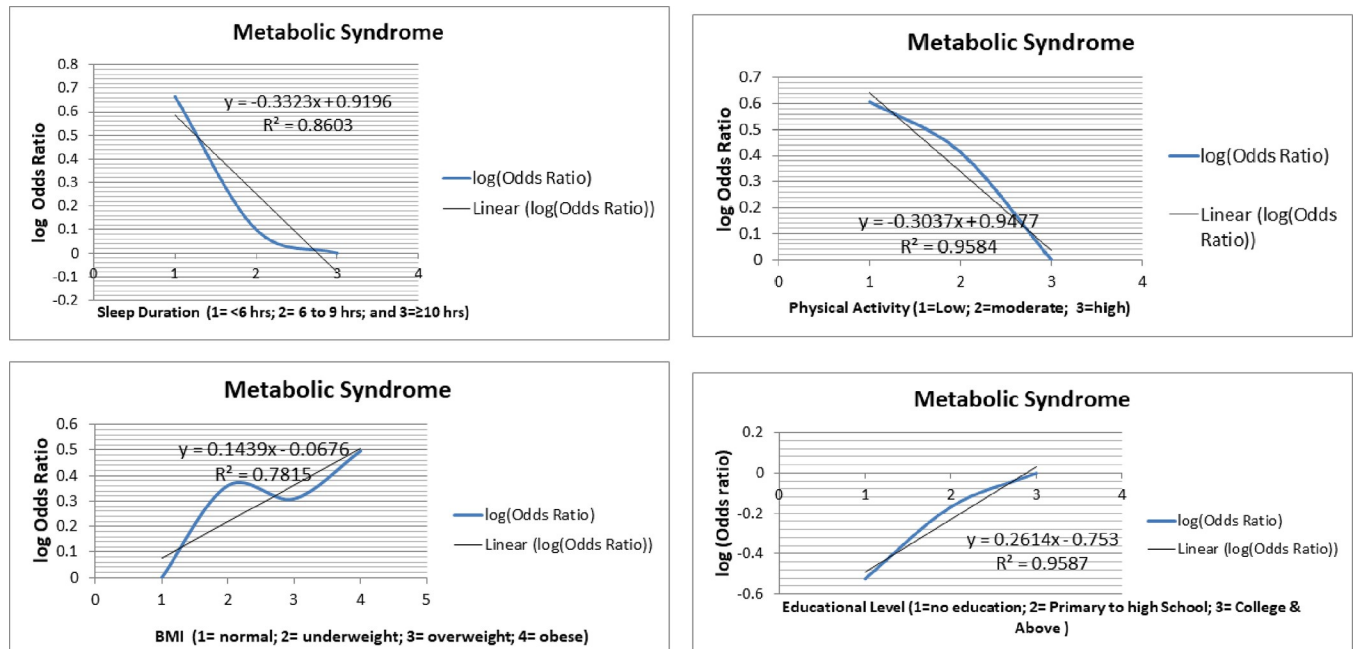 Metabolic Syndrome
0.8
0.7
0.6
0.5
0.4
0.3
0.2
0.1
0
-0.1
-0.2
0
1
2
3
4
log Odds Ratio
y = -0.3323x + 0.9196
R² = 0.8603
log(Odds Ratio)
Linear (log(Odds Ratio))
Sleep Duration (1= <6 hrs; 2= 6 to 9 hrs; and 3=≥10 hrs)
Metabolic Syndrome
0.7
0.6
0.5
0.4
0.3
0.2
0.1
0
0
1
2
3
4
log Odds Ratio
y = -0.3037x + 0.9477
R² = 0.9584
log(Odds Ratio)
Linear (log(Odds
Ratio))
Physical Activity (1=Low; 2=moderate; 3=high)
Metabolic Syndrome
0.6
0.5
0.4
0.3
0.2
0.1
0
0
1
2
3
4
5
log Odds Ratio
y = 0.1439x - 0.0676
R² = 0.7815
log(Odds Ratio)
Linear (log(Odds Ratio))
BMI (1= normal; 2= underweight; 3= overweight; 4= obese)
Metabolic Syndrome
0.2
0
-0.2
-0.4
-0.6
0
1
2
3
4
log (Odds ratio)
y = 0.2614x - 0.753
R² = 0.9587
log(Odds Ratio)
Linear (log(Odds Ratio))
Educational Level (1=no education; 2= Primary to high School; 3= College &
Above )